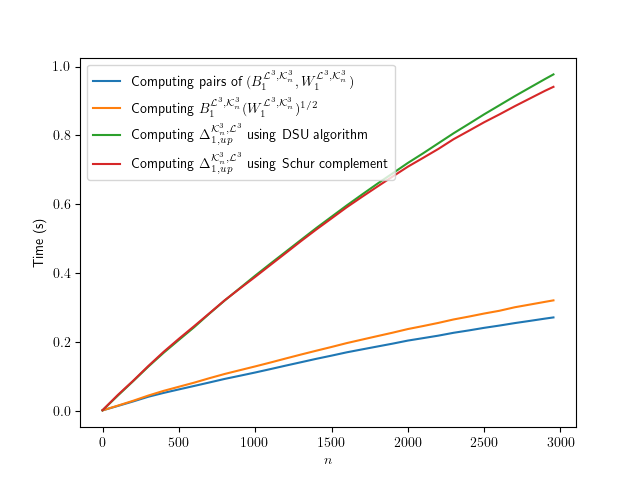 Computing pairs of $(B_1^{\mathcal{L}^3,\mathcal{K}_n^3}, W_1^{\mathcal{L}^3,\mathcal{K}_n^3})$
Computing $B_1^{\mathcal{L}^3,\mathcal{K}_n^3}(W_1^{\mathcal{L}^3,\mathcal{K}_n^3})^{1/2}$
Computing $\Delta_{1,up}^{\mathcal{K}_n^3,\mathcal{L}^3}$ using DSU algorithm
Computing $\Delta_{1,up}^{\mathcal{K}_n^3,\mathcal{L}^3}$ using Schur complement
Time (s)
1.0
0.8
0.6
0.4
0.2
0.0
0 500 1000 1500 2000 2500 3000
$n$